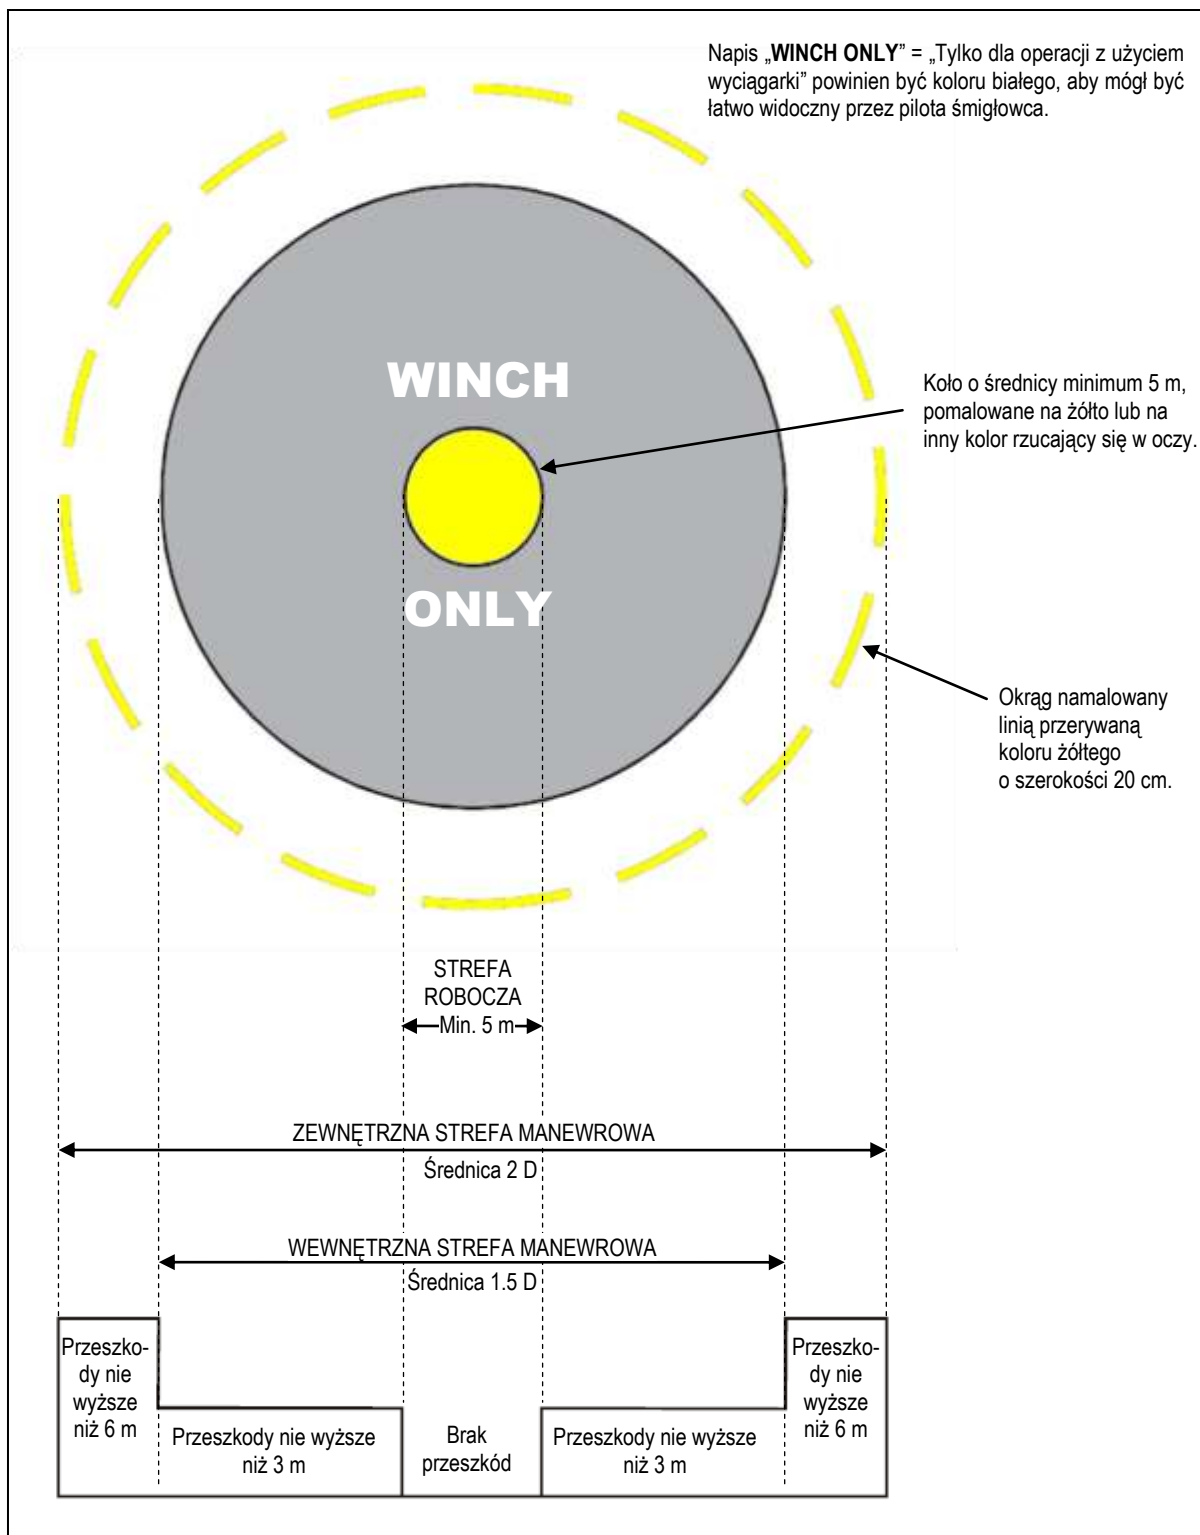 Napis „WINCH ONLY” = „Tylko dla operacji z użyciem
wyciągarki” powinien być koloru białego, aby mógł być
łatwo widoczny przez pilota śmigłowca.
WINCH
ONLY
Koło o średnicy minimum 5 m,
pomalowane na żółto lub na
inny kolor rzucający się w oczy.
Okrąg namalowany
linią przerywaną
koloru żółtego
o szerokości 20 cm.
STREFA
ROBOCZA
Min. 5 m
ZEWNĘTRZNA STREFA MANEWROWA
Średnica 2 D
WEWNĘTRZNA STREFA MANEWROWA
Średnica 1.5 D
Przeszko-
dy nie
wyższe
niż 6 m
Przeszkody nie wyższe
niż 3 m
Brak
przeszkód
Przeszkody nie wyższe
niż 3 m
Przeszko-
dy nie
wyższe
niż 6 m